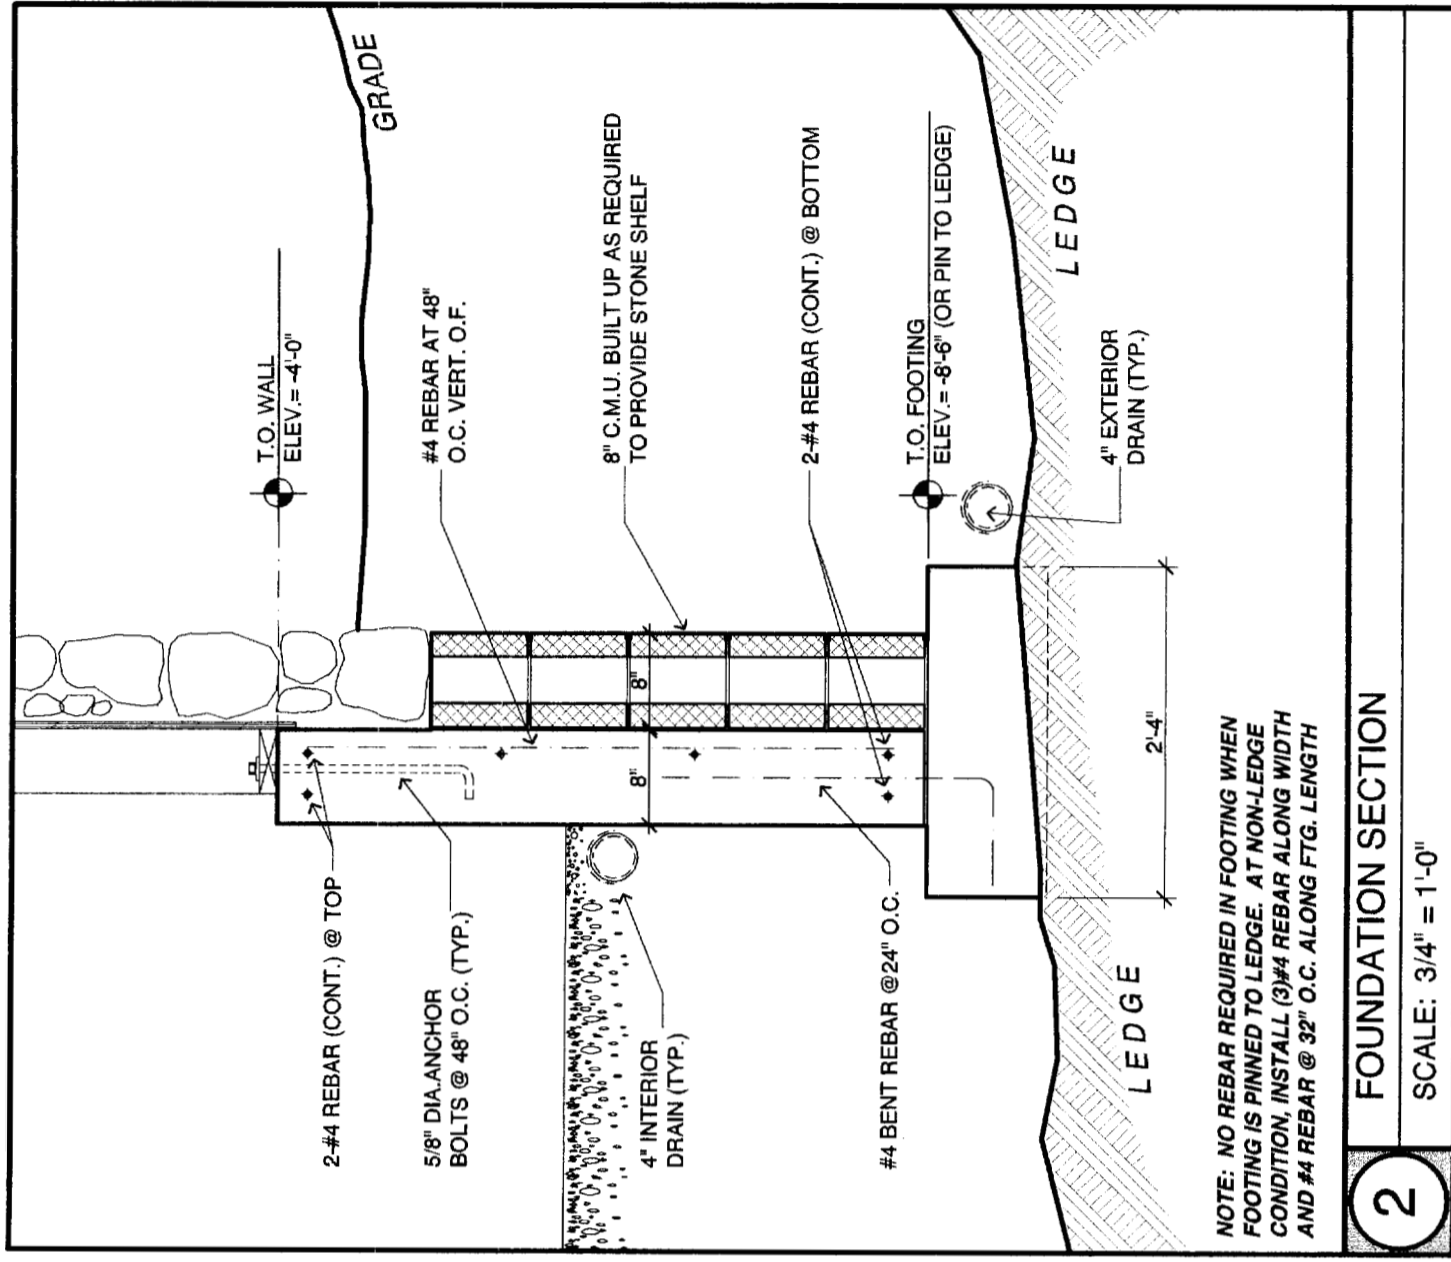 T.O. WALL
ELEV.= -4'-0"
GRADE
2-#4 REBAR (CONT.) @ TOP
#4 REBAR AT 48"
O.C. VERT. O.F.
5/8" DIA.ANCHOR
BOLTS @ 48" O.C. (TYP.)
8" C.M.U. BUILT UP AS REQUIRED
TO PROVIDE STONE SHELF
8"
8"
4" INTERIOR
DRAIN (TYP.)
2-#4 REBAR (CONT.) @ BOTTOM
#4 BENT REBAR @24" O.C.
T.O. FOOTING
ELEV.= -8'-6" (OR PIN TO LEDGE)
LEDGE
4" EXTERIOR
DRAIN (TYP.)
LEDGE
2'-4"
NOTE: NO REBAR REQUIRED IN FOOTING WHEN
FOOTING IS PINNED TO LEDGE. AT NON-LEDGE
CONDITION, INSTALL (3)#4 REBAR ALONG WIDTH
AND #4 REBAR @ 32" O.C. ALONG FTG. LENGTH
2
FOUNDATION SECTION
SCALE: 3/4" = 1'-0"